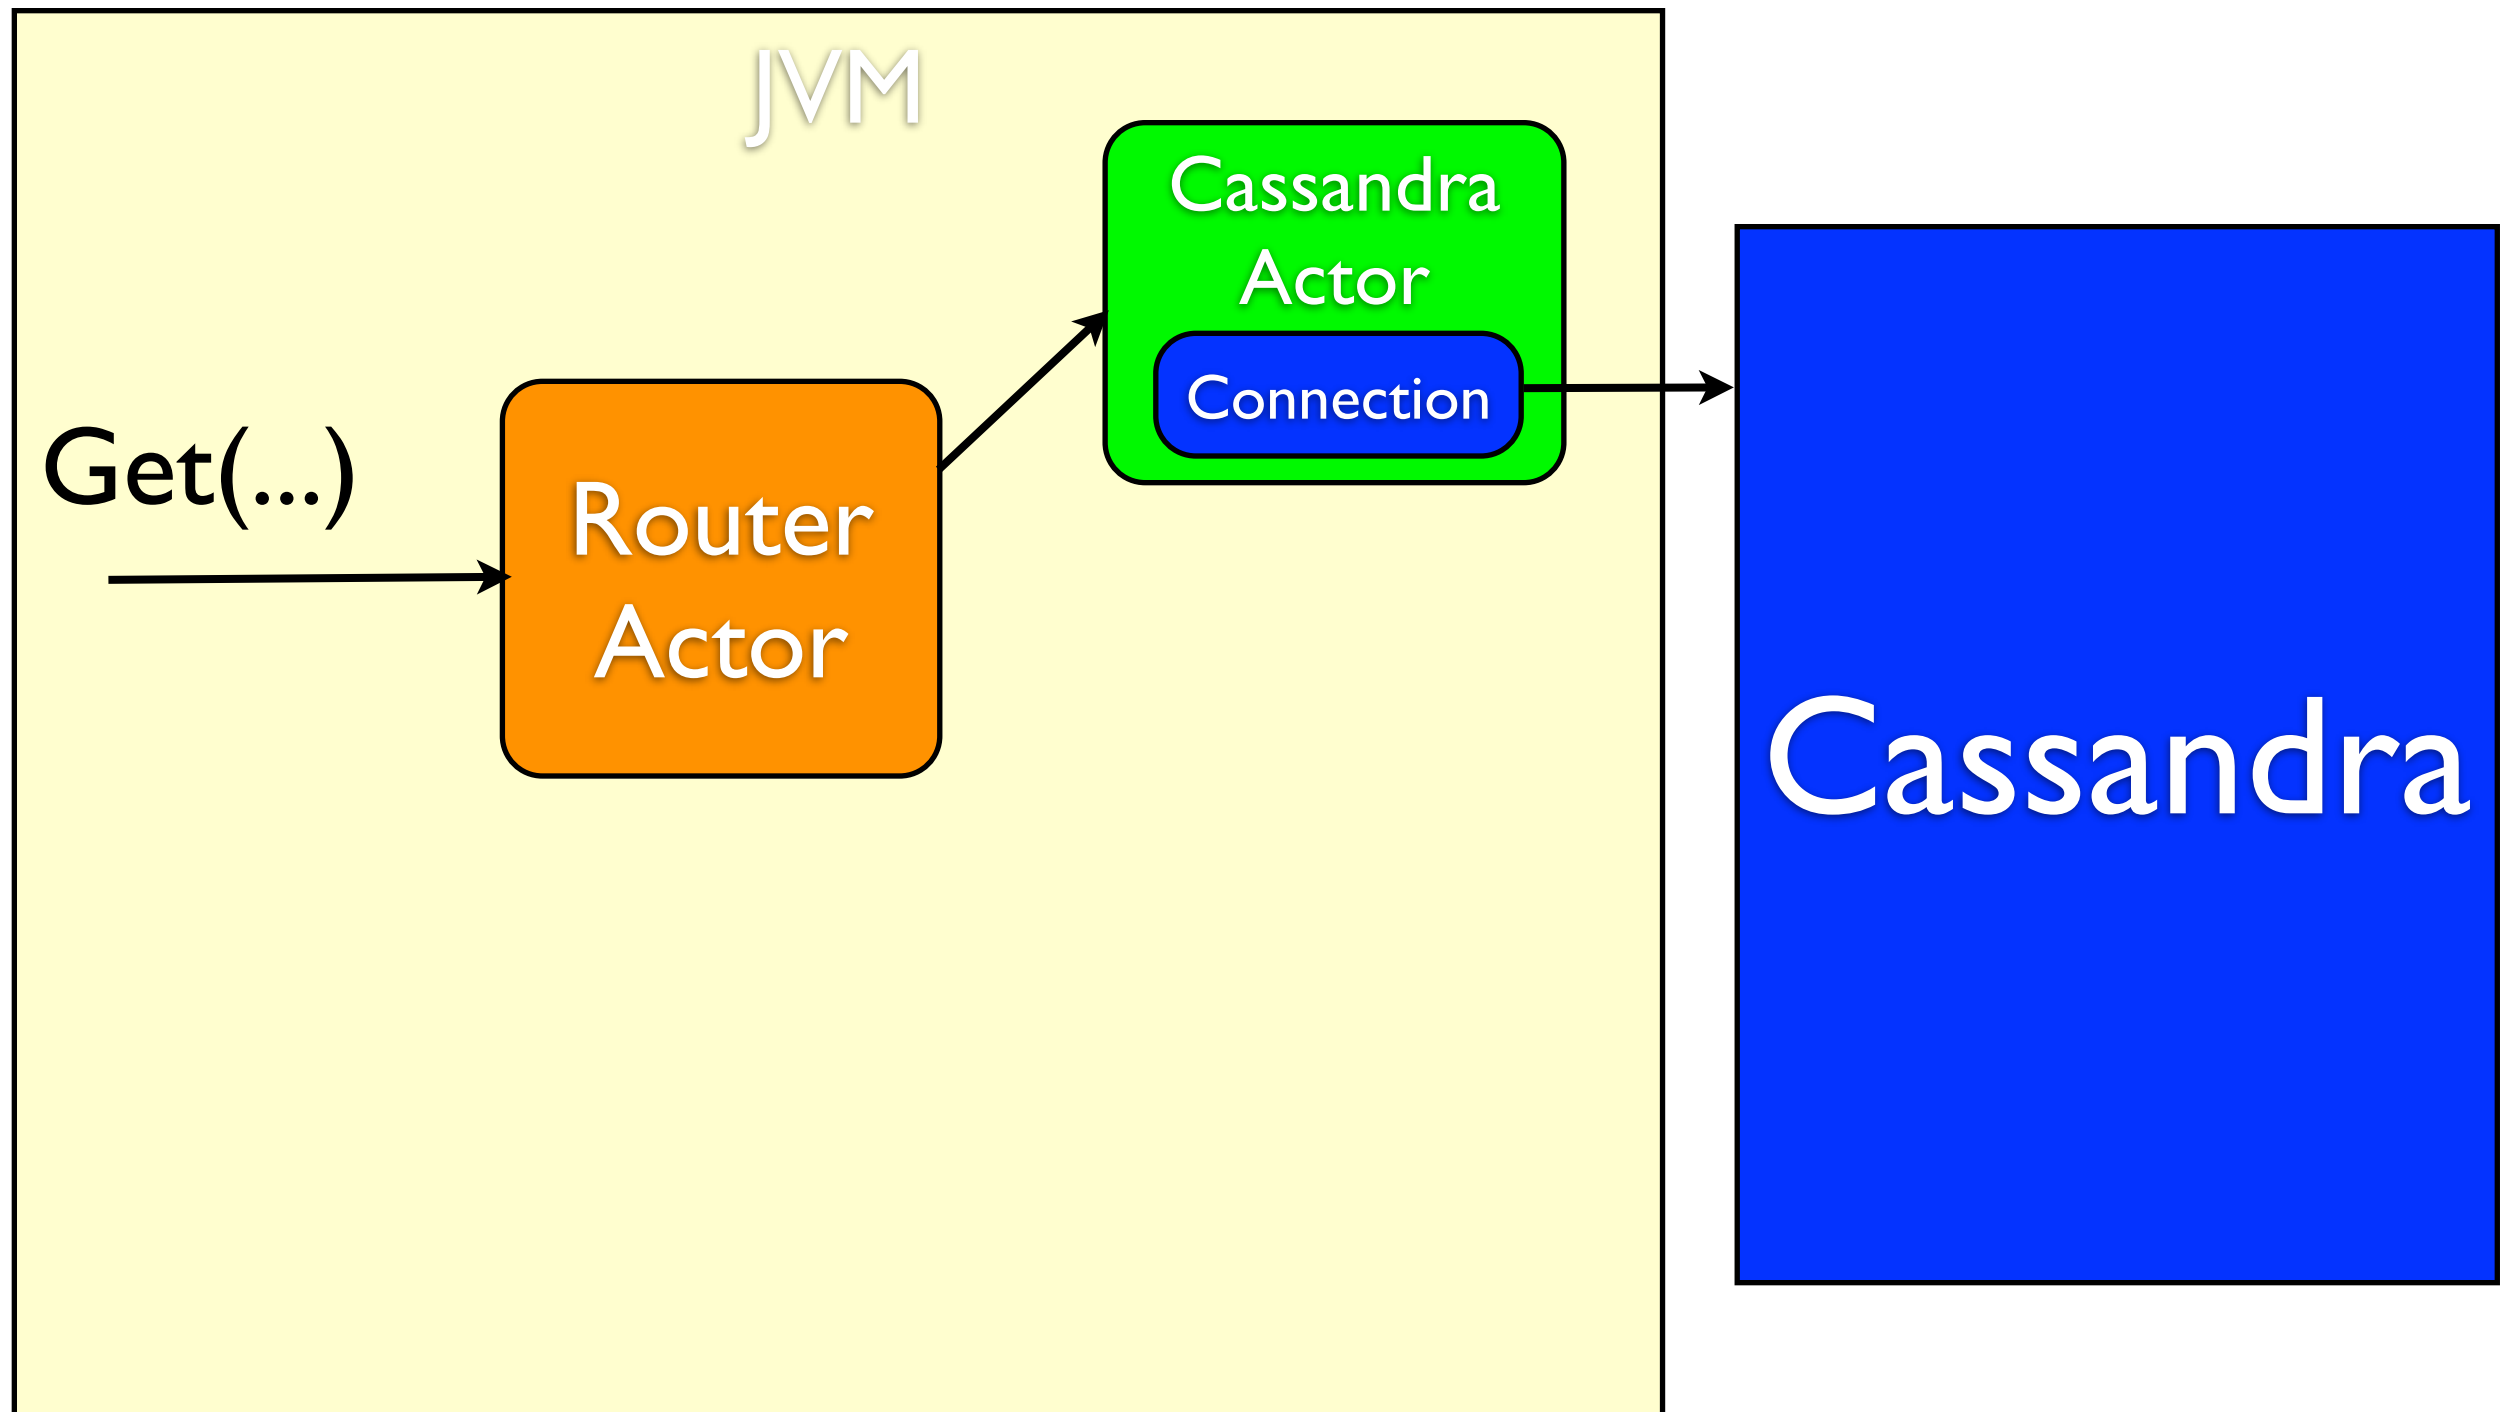 JVM
Cassandra
Actor
Connection
Get(...)
Router
Actor
Cassandra